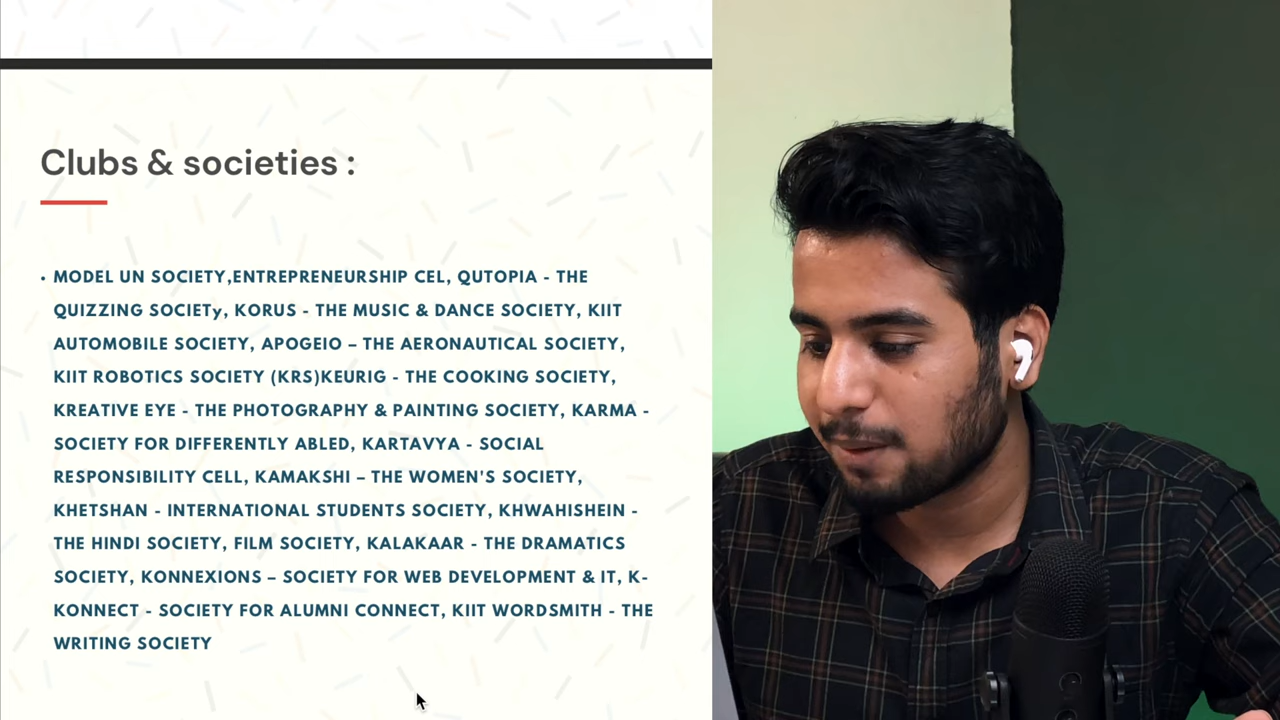 Clubs & societies :
• MODEL UN SOCIETY,ENTREPRENEURSHIP CEL, QUTOPIA - THE
QUIZZING SOCIETy, KORUS - THE MUSIC & DANCE SOCIETY, KIIT
AUTOMOBILE SOCIETY, APOGEIO – THE AERONAUTICAL SOCIETY,
KIIT ROBOTICS SOCIETY (KRS)KEURIG - THE COOKING SOCIETY,
KREATIVE EYE - THE PHOTOGRAPHY & PAINTING SOCIETY, KARMA -
SOCIETY FOR DIFFERENTLY ABLED, KARTAVYA - SOCIAL
RESPONSIBILITY CELL, KAMAKSHI – THE WOMEN'S SOCIETY,
KHETSHAN - INTERNATIONAL STUDENTS SOCIETY, KHWAHISHEIN -
THE HINDI SOCIETY, FILM SOCIETY, KALAKAAR - THE DRAMATICS
SOCIETY, KONNEXIONS – SOCIETY FOR WEB DEVELOPMENT & IT, K-
KONNECT - SOCIETY FOR ALUMNI CONNECT, KIIT WORDSMITH - THE
WRITING SOCIETY